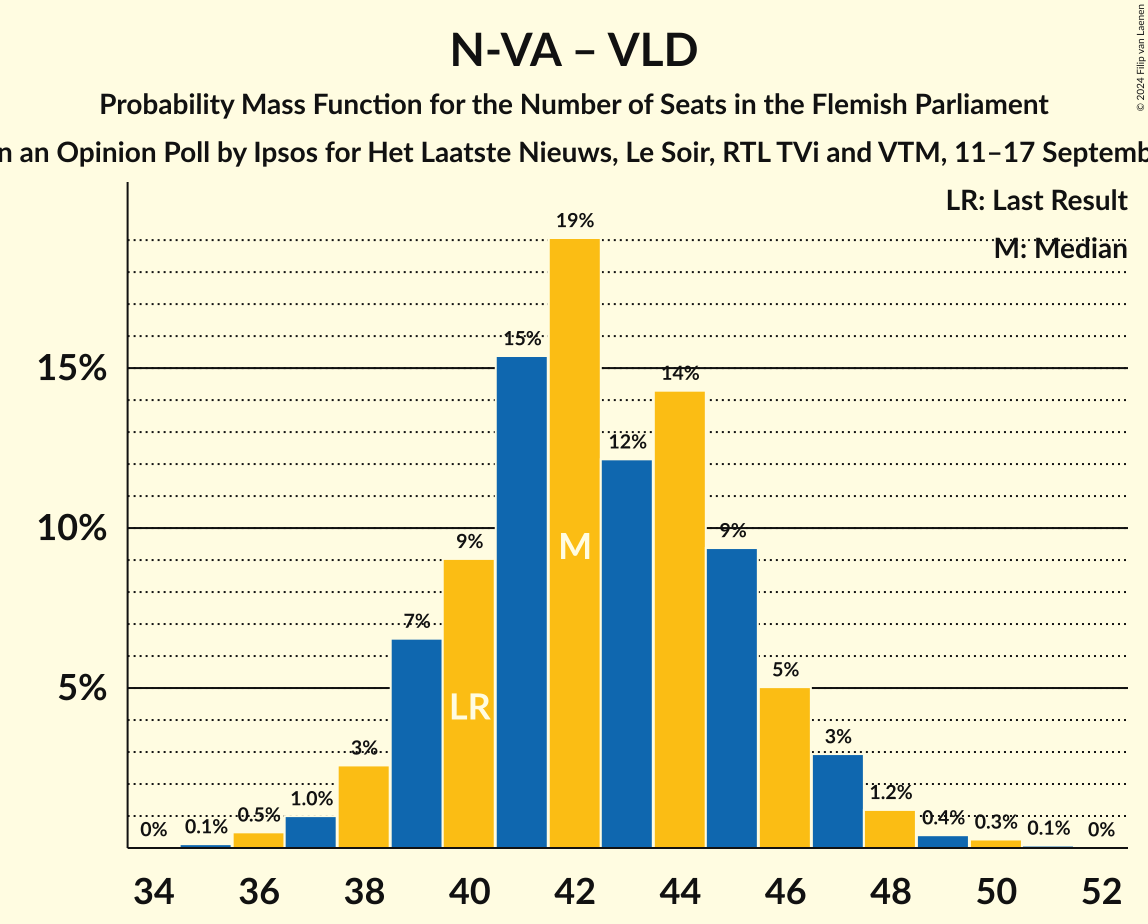 © 2024 Filip van Laenen
N-VA – VLD
Probability Mass Function for the Number of Seats in the Flemish Parliament
an Opinion Poll by Ipsos for Het Laatste Nieuws, Le Soir, RTL TVi and VTM, 11–17
LR: Last Result
M: Median
19%
15%
14%
12%
9%
9%
7%
5%
3%
3%
1.2%
1.0%
0.5%
0.4%
0.3%
0.1%
0.1%
0%
0%
M
LR
15%
10%
5%
34 36 38 40 42 44 46 48 50 52